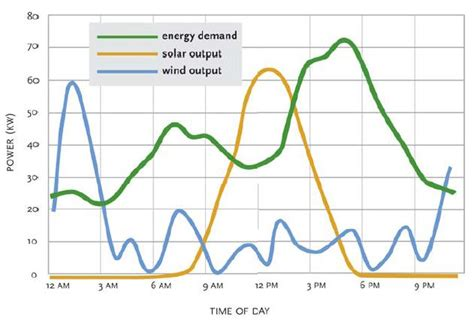 80
70
60
50
40
30
20
10
0
POWER (KW)
energy demand
solar output
wind output
12 AM 3 AM 6 AM 9 AM 12 PM 3 PM 6 PM 9 PM
TIME OF DAY